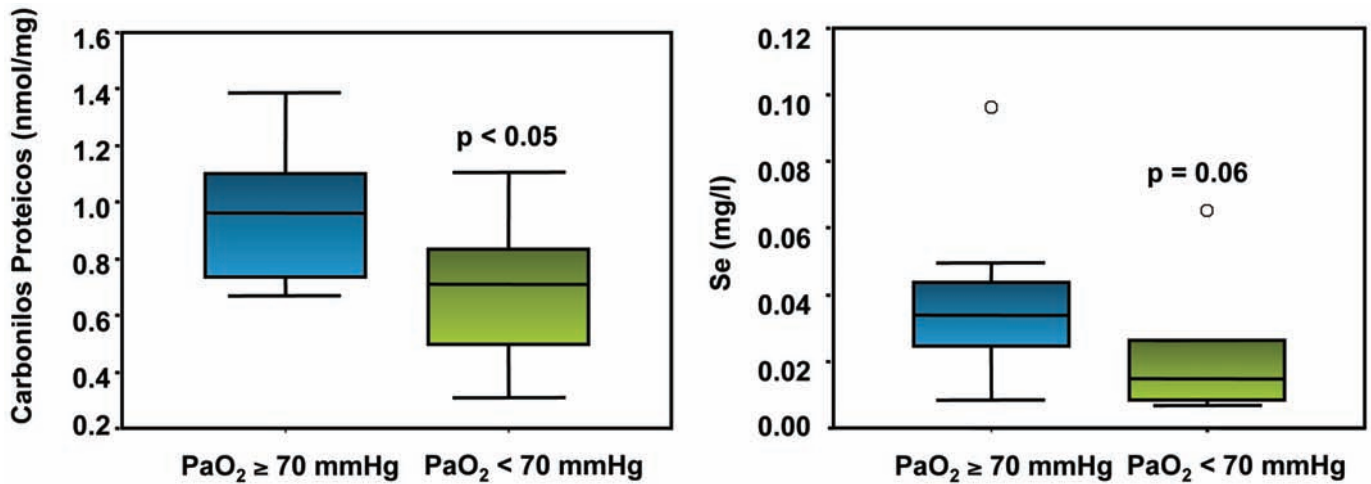 Carbonilos Proteicos (nmol/mg)
1.6
1.4
1.2
1.0
0.8
0.6
0.4
0.2
p < 0.05
PaO₂ ≥ 70 mmHg
PaO₂ < 70 mmHg
Se (mg/l)
0.12
0.10
0.08
0.06
0.04
0.02
0.00
p = 0.06
PaO₂ ≥ 70 mmHg
PaO₂ < 70 mmHg